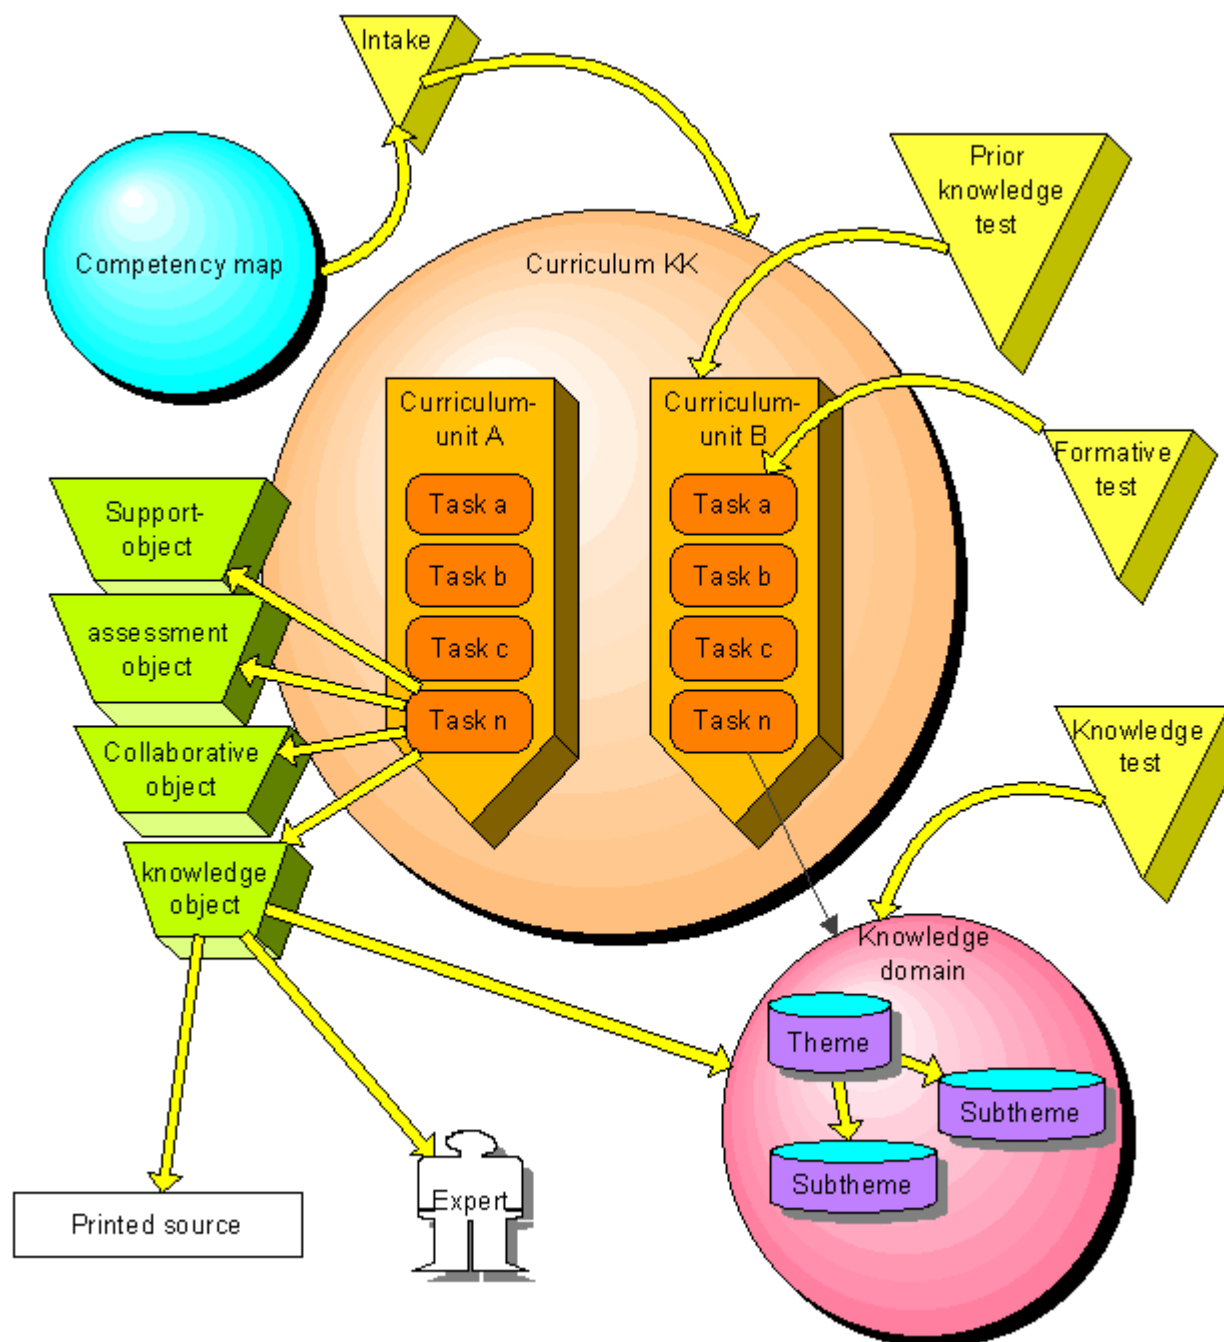 Intake
Prior
knowledge
test
Competency map
Curriculum KK
Curriculum-
unit A
Task a
Task b
Task c
Task n
Curriculum-
unit B
Task a
Task b
Task c
Task n
Formative
test
Support-
object
assessment
object
Collaborative
object
knowledge
object
Knowledge
test
Knowledge
domain
Theme
Subtheme
Subtheme
Printed source
Expert